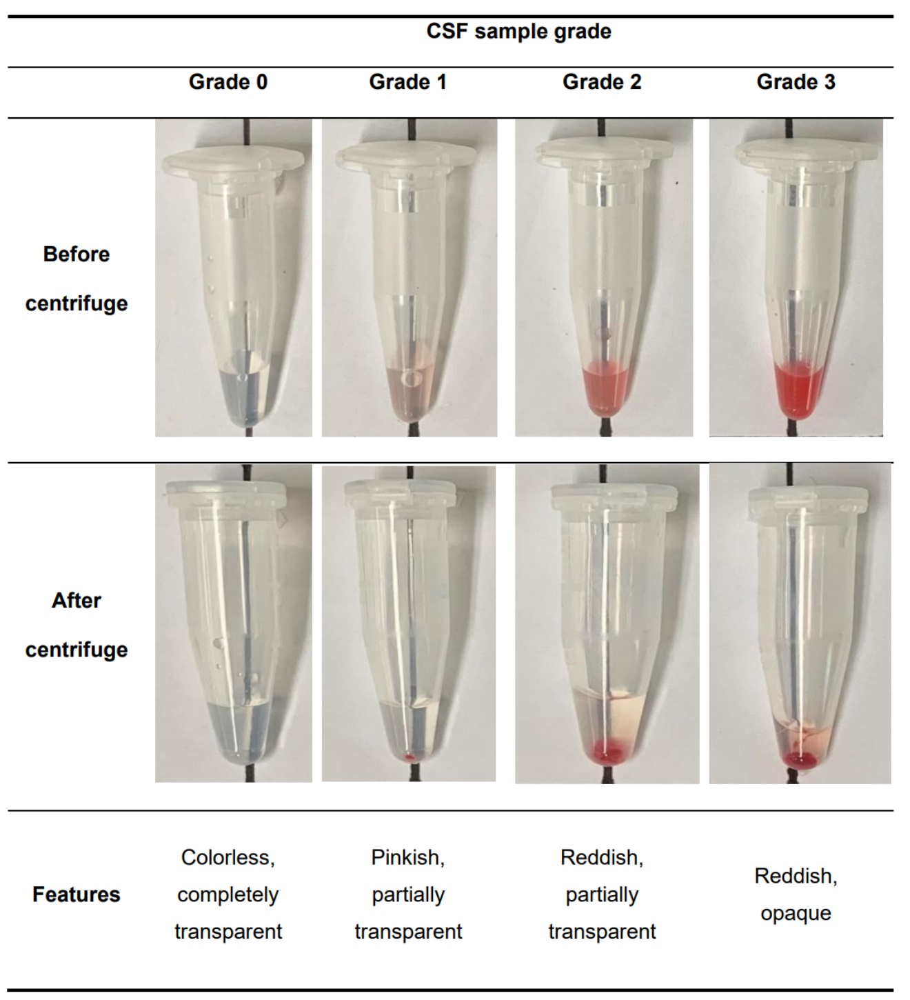 CSF sample grade
Grade 0 Grade 1 Grade 2 Grade 3
Before
centrifuge
After
centrifuge
Features
Colorless,
completely
transparent
Pinkish,
partially
transparent
Reddish,
partially
transparent
Reddish,
opaque